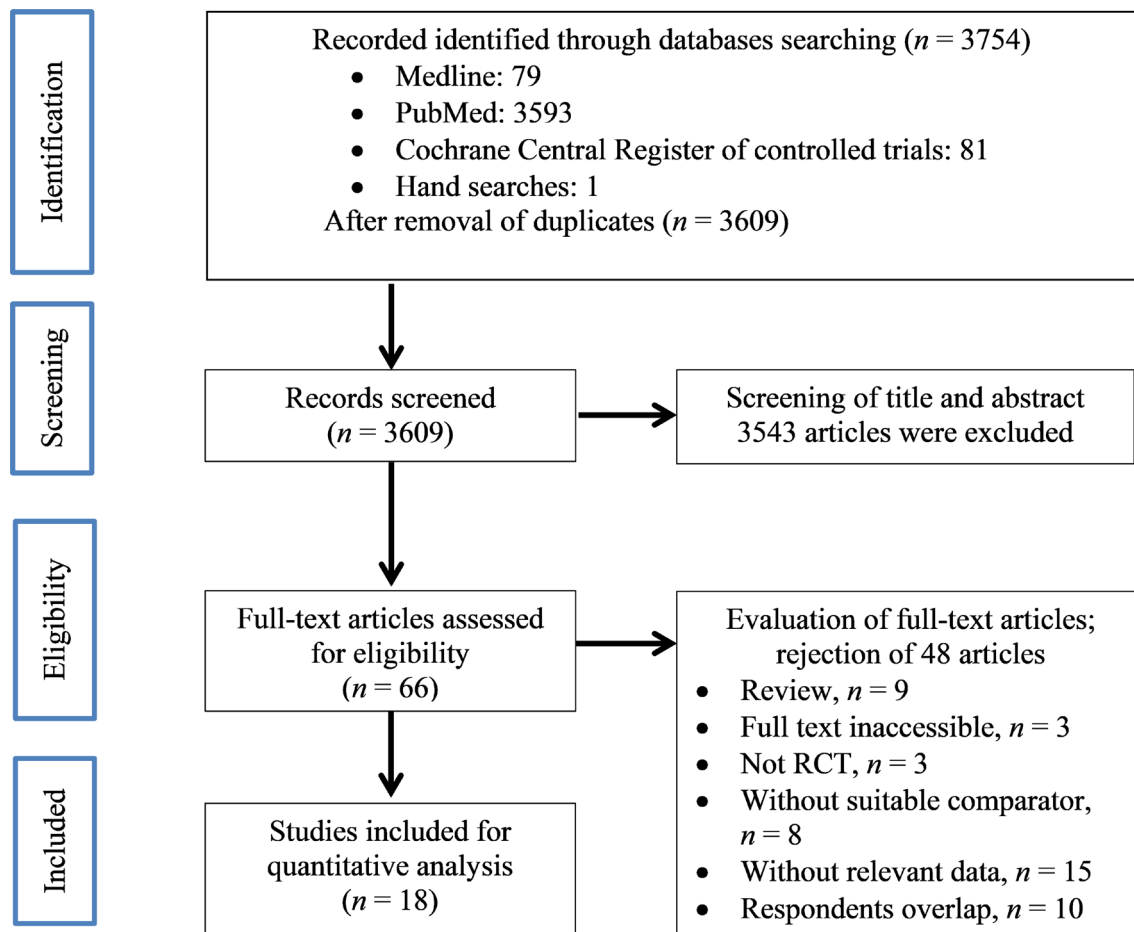 Identification
Recorded identified through databases searching (n = 3754)
• Medline: 79
• PubMed: 3593
• Cochrane Central Register of controlled trials: 81
• Hand searches: 1
After removal of duplicates (n = 3609)
Screening
Records screened
(n = 3609)
Screening of title and abstract
3543 articles were excluded
Eligibility
Full-text articles assessed
for eligibility
(n = 66)
Evaluation of full-text articles;
rejection of 48 articles
• Review, n = 9
• Full text inaccessible, n = 3
• Not RCT, n = 3
• Without suitable comparator,
n = 8
• Without relevant data, n = 15
• Respondents overlap, n = 10
Included
Studies included for
quantitative analysis
(n = 18)